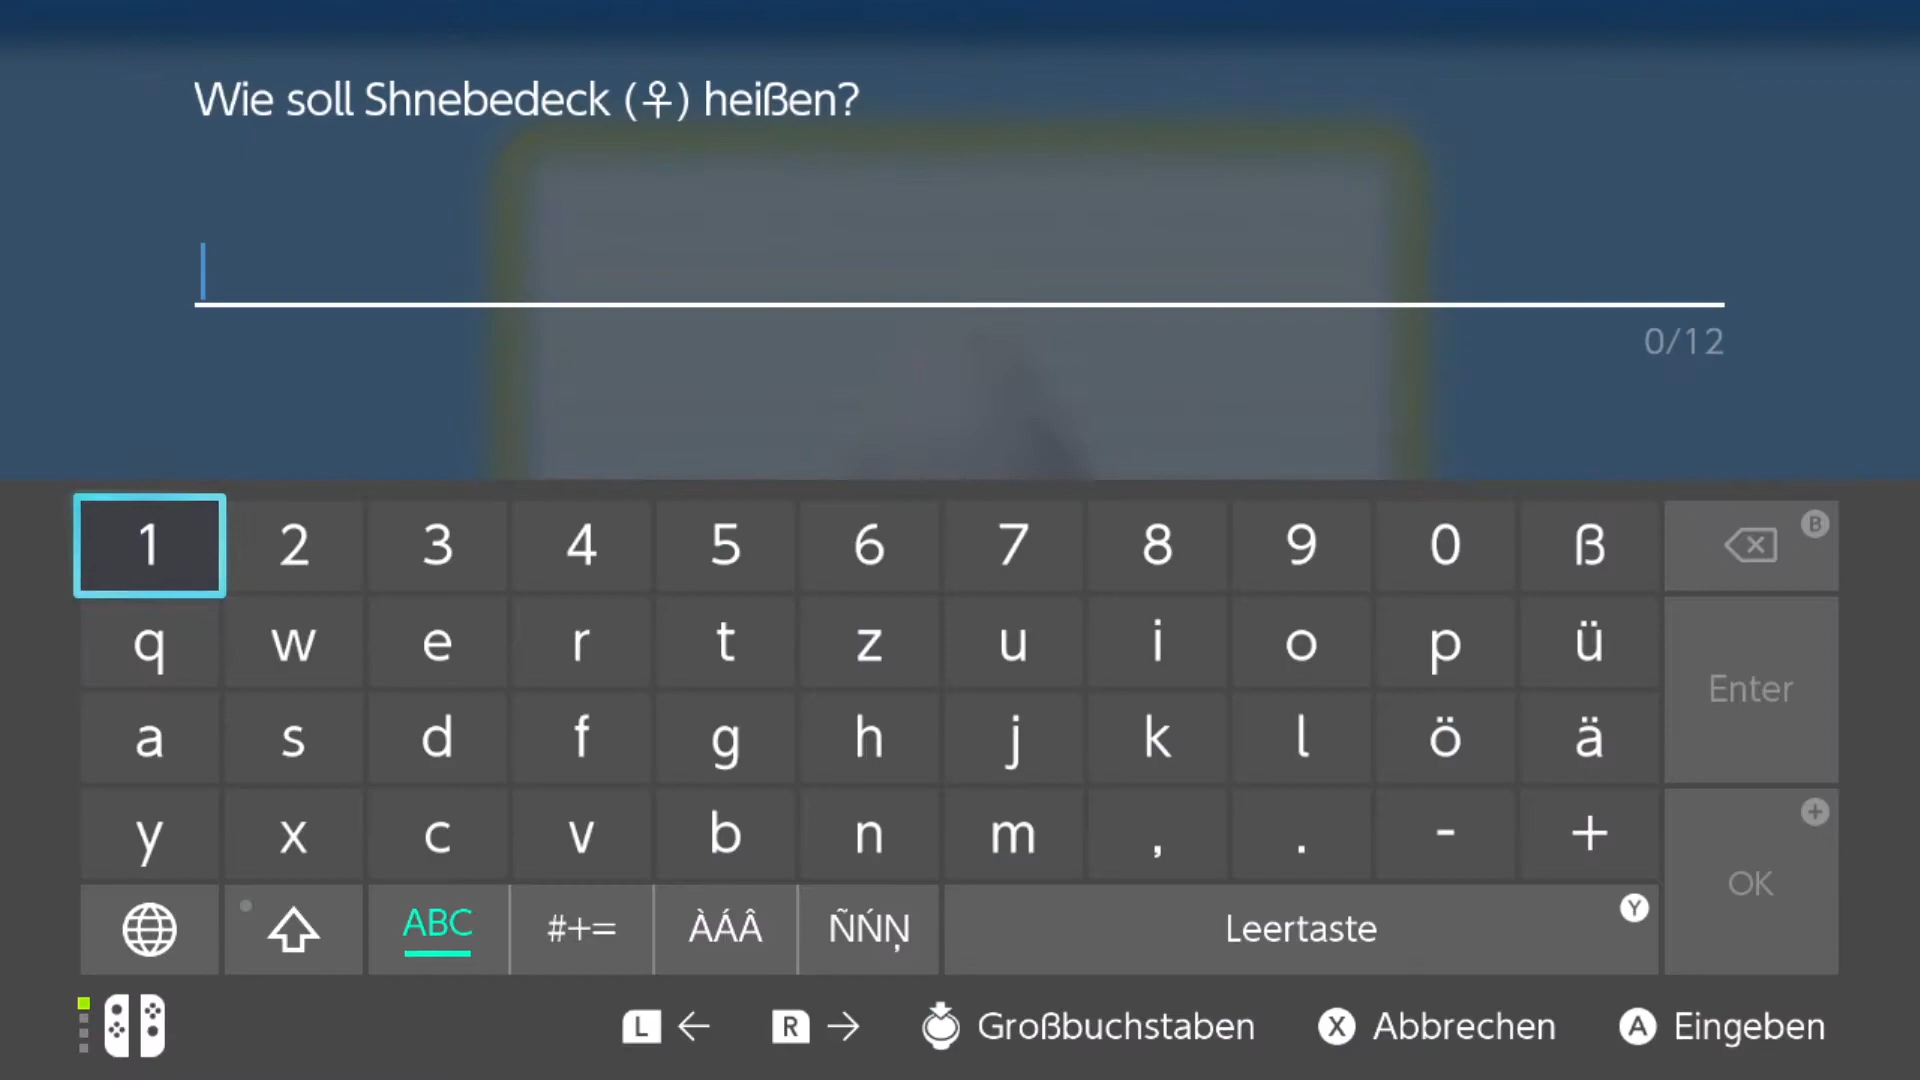 Wie soll Shnebedeck (♀) heißen?
0/12
1 2 3 4 5 6 7 8 9 0 ß B
q w e r t z u i o p ü
Enter
a s d f g h j k l ö ä
y x c v b n m , . - +
OK
ABC #+= ÀÁÂ ÑŃŅ Leertaste Y
L ← R → Großbuchstaben X Abbrechen A Eingeben